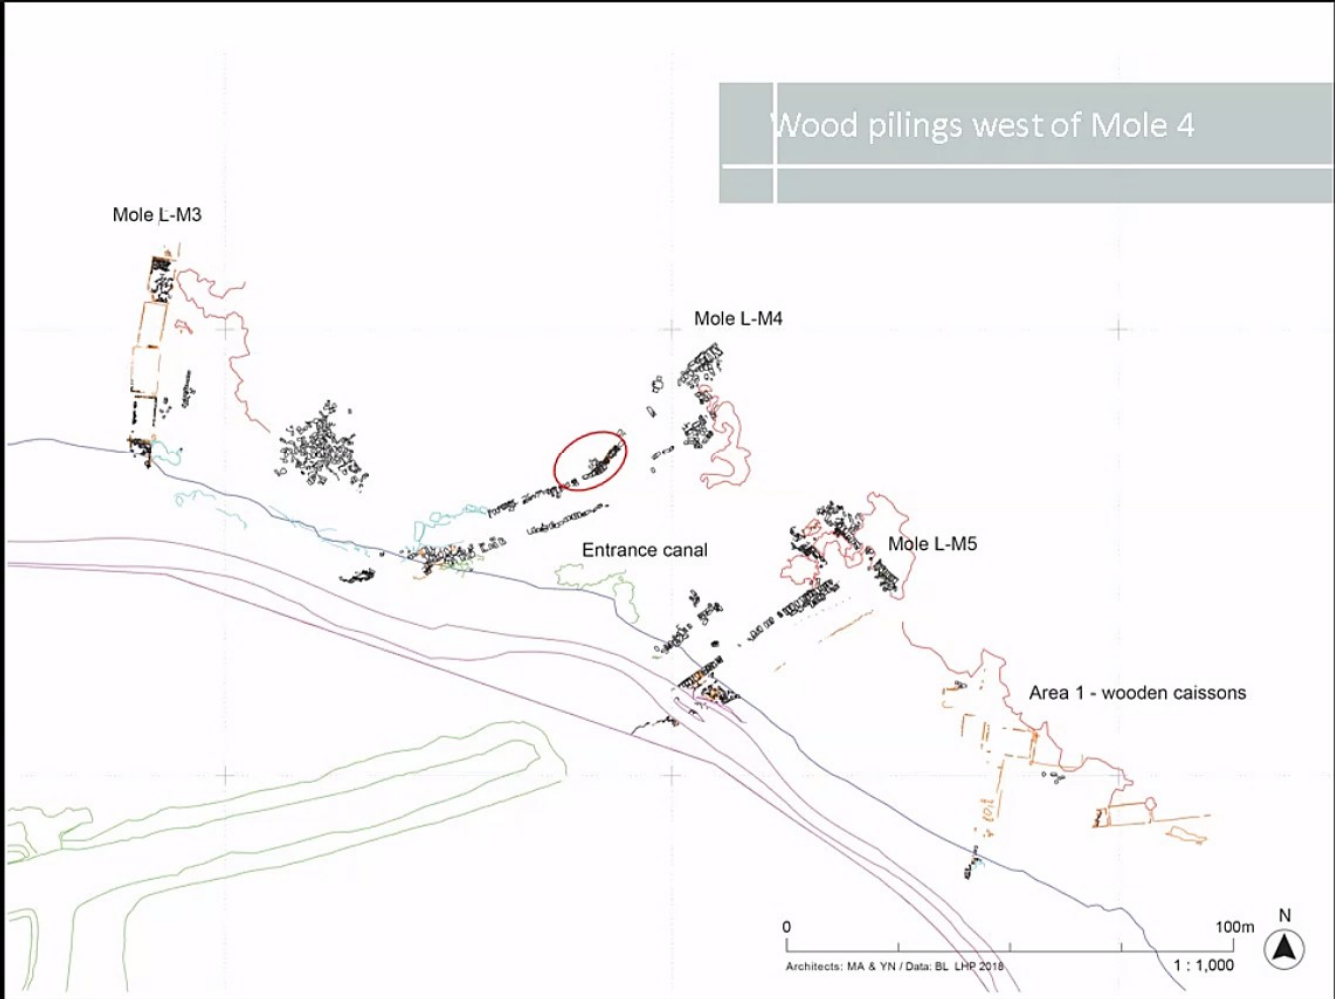 Wood pilings west of Mole 4
Mole L-M3
Mole L-M4
Entrance canal
Mole L-M5
Area 1 - wooden caissons
0
100m
N
Architects: MA & YN / Data: BL LHP 2018
1 : 1,000